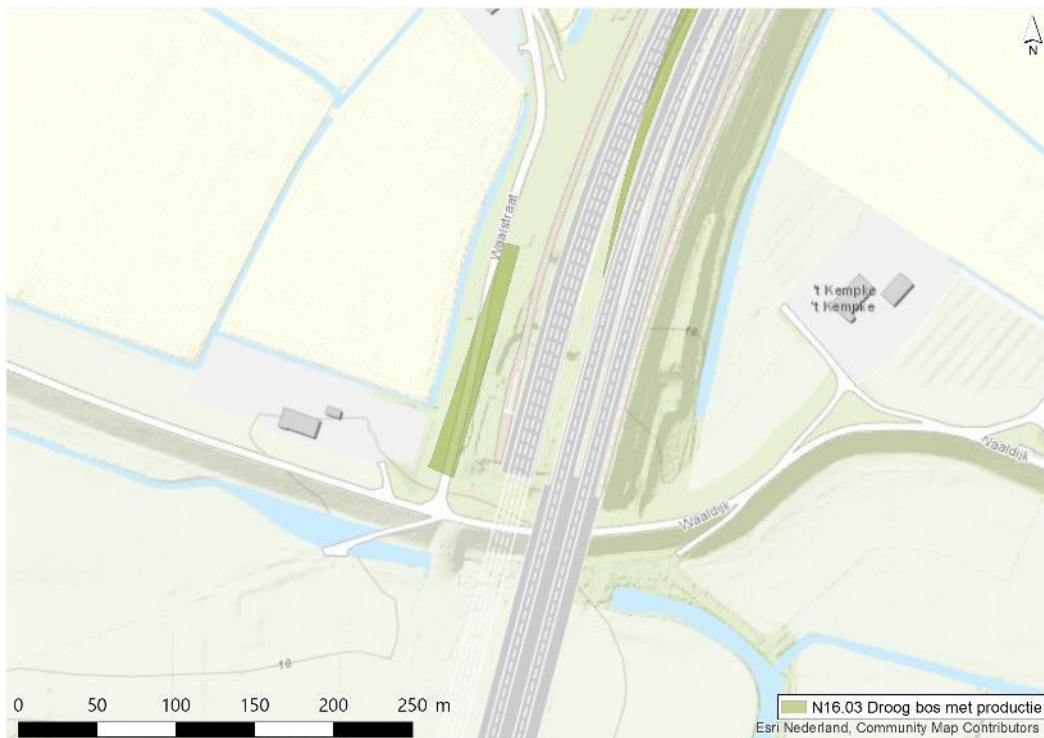 N
Waalstraat
't Kempke
't Kempke
10
Waaldijk
Waaldijk
10
0 50 100 150 200 250 m
N16.03 Droog bos met productie
Esri Nederland, Community Map Contributors